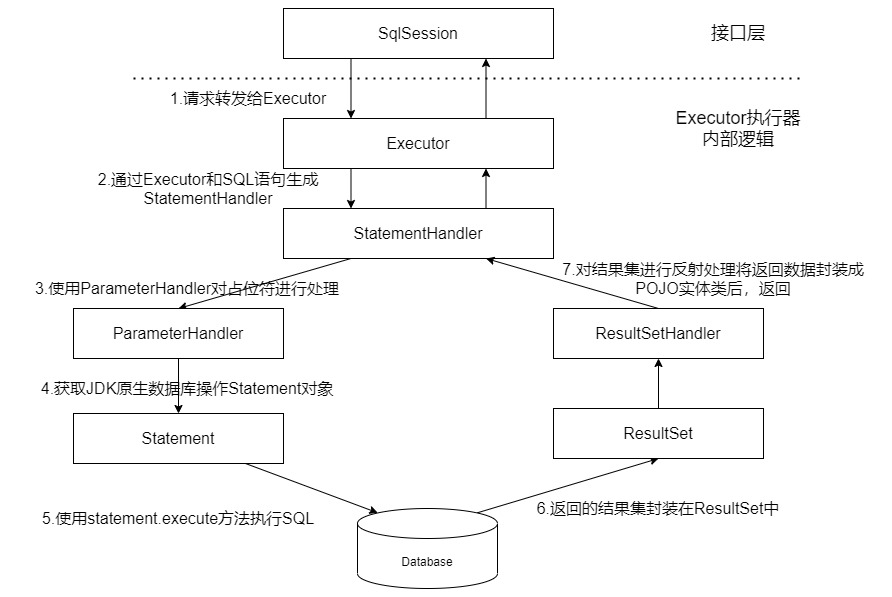 SqlSession
接口层
1.请求转发给Executor
Executor执行器
内部逻辑
Executor
2.通过Executor和SQL语句生成
StatementHandler
StatementHandler
7.对结果集进行反射处理将返回数据封装成
POJO实体类后，返回
3.使用ParameterHandler对占位符进行处理
ParameterHandler
ResultSetHandler
4.获取JDK原生数据库操作Statement对象
Statement
ResultSet
5.使用statement.execute方法执行SQL
6.返回的结果集封装在ResultSet中
Database